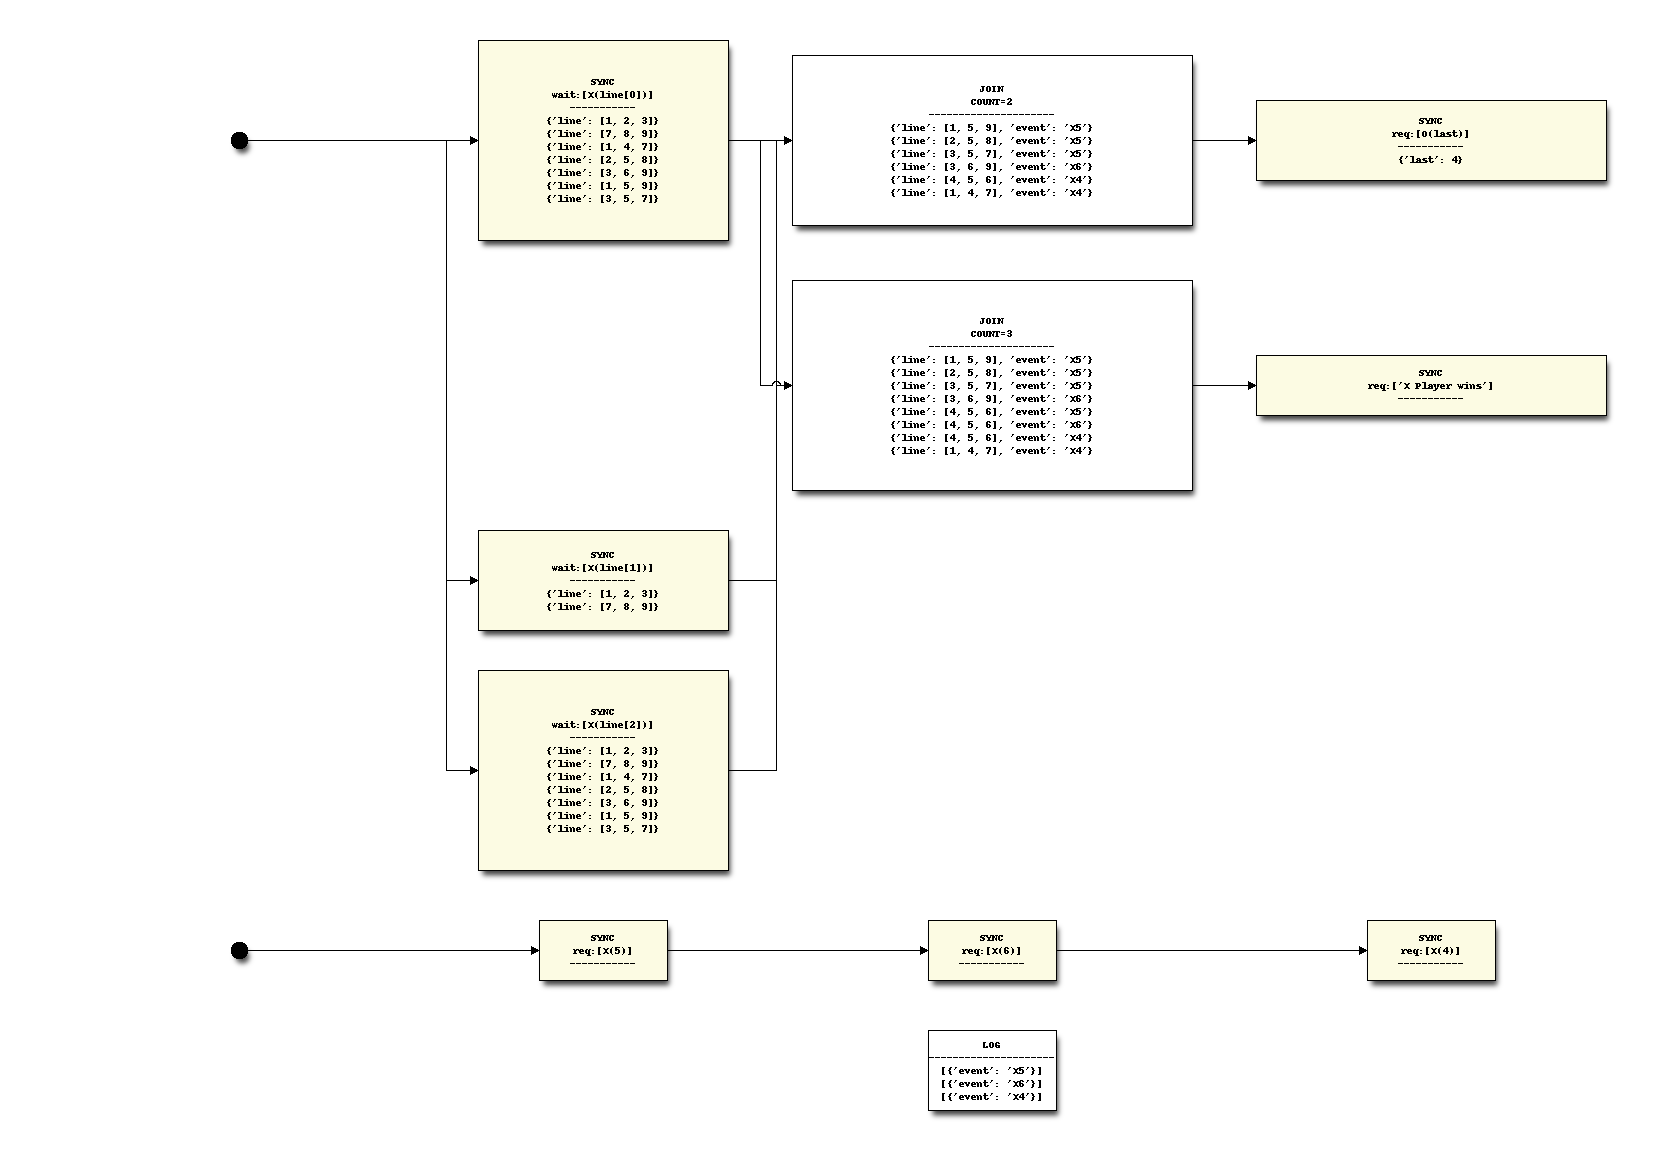 SYNC
wait:[X(line[0])]
-----------
{'line': [1, 2, 3]}
{'line': [7, 8, 9]}
{'line': [1, 4, 7]}
{'line': [2, 5, 8]}
{'line': [3, 6, 9]}
{'line': [1, 5, 9]}
{'line': [3, 5, 7]}
JOIN
COUNT=2
---------------------
{'line': [1, 5, 9], 'event': 'X5'}
{'line': [2, 5, 8], 'event': 'X5'}
{'line': [3, 5, 7], 'event': 'X5'}
{'line': [3, 6, 9], 'event': 'X6'}
{'line': [4, 5, 6], 'event': 'X4'}
{'line': [1, 4, 7], 'event': 'X4'}
SYNC
req:[O(last)]
-----------
{'last': 4}
JOIN
COUNT=3
---------------------
{'line': [1, 5, 9], 'event': 'X5'}
{'line': [2, 5, 8], 'event': 'X5'}
{'line': [3, 5, 7], 'event': 'X5'}
{'line': [3, 6, 9], 'event': 'X6'}
{'line': [4, 5, 6], 'event': 'X5'}
{'line': [4, 5, 6], 'event': 'X6'}
{'line': [4, 5, 6], 'event': 'X4'}
{'line': [1, 4, 7], 'event': 'X4'}
SYNC
req:['X Player wins']
-----------
SYNC
wait:[X(line[1])]
-----------
{'line': [1, 2, 3]}
{'line': [7, 8, 9]}
SYNC
wait:[X(line[2])]
-----------
{'line': [1, 2, 3]}
{'line': [7, 8, 9]}
{'line': [1, 4, 7]}
{'line': [2, 5, 8]}
{'line': [3, 6, 9]}
{'line': [1, 5, 9]}
{'line': [3, 5, 7]}
SYNC
req:[X(5)]
-----------
SYNC
req:[X(6)]
-----------
SYNC
req:[X(4)]
-----------
LOG
---------------------
[{'event': 'X5'}]
[{'event': 'X6'}]
[{'event': 'X4'}]